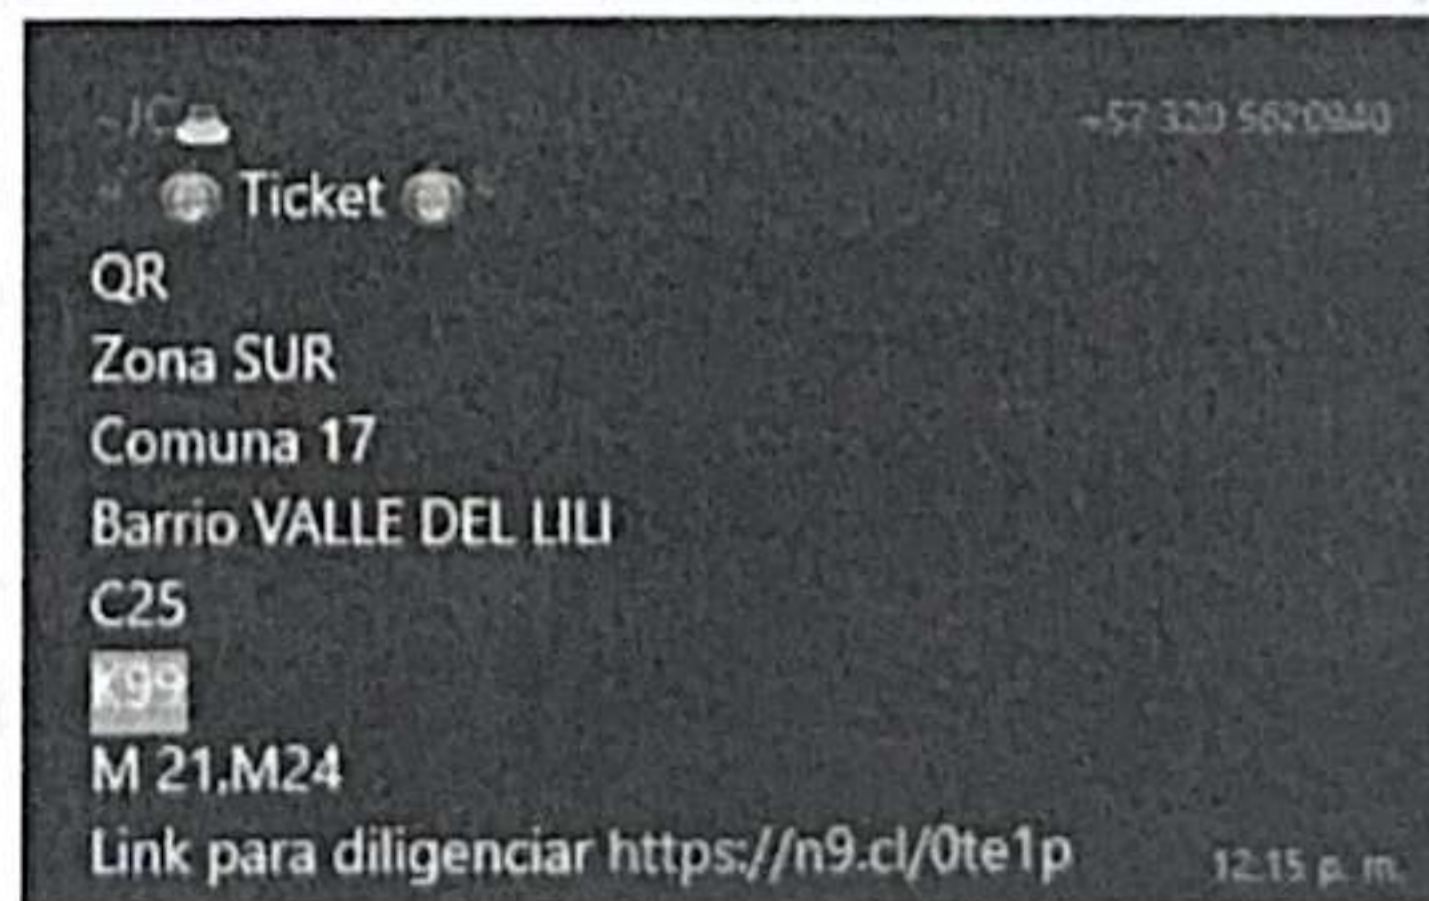 ~JC +57 320 5620940
Ticket
QR
Zona SUR
Comuna 17
Barrio VALLE DEL LILI
C25
M 21,M24
Link para diligenciar https://n9.cl/0te1p 12:15 p. m.